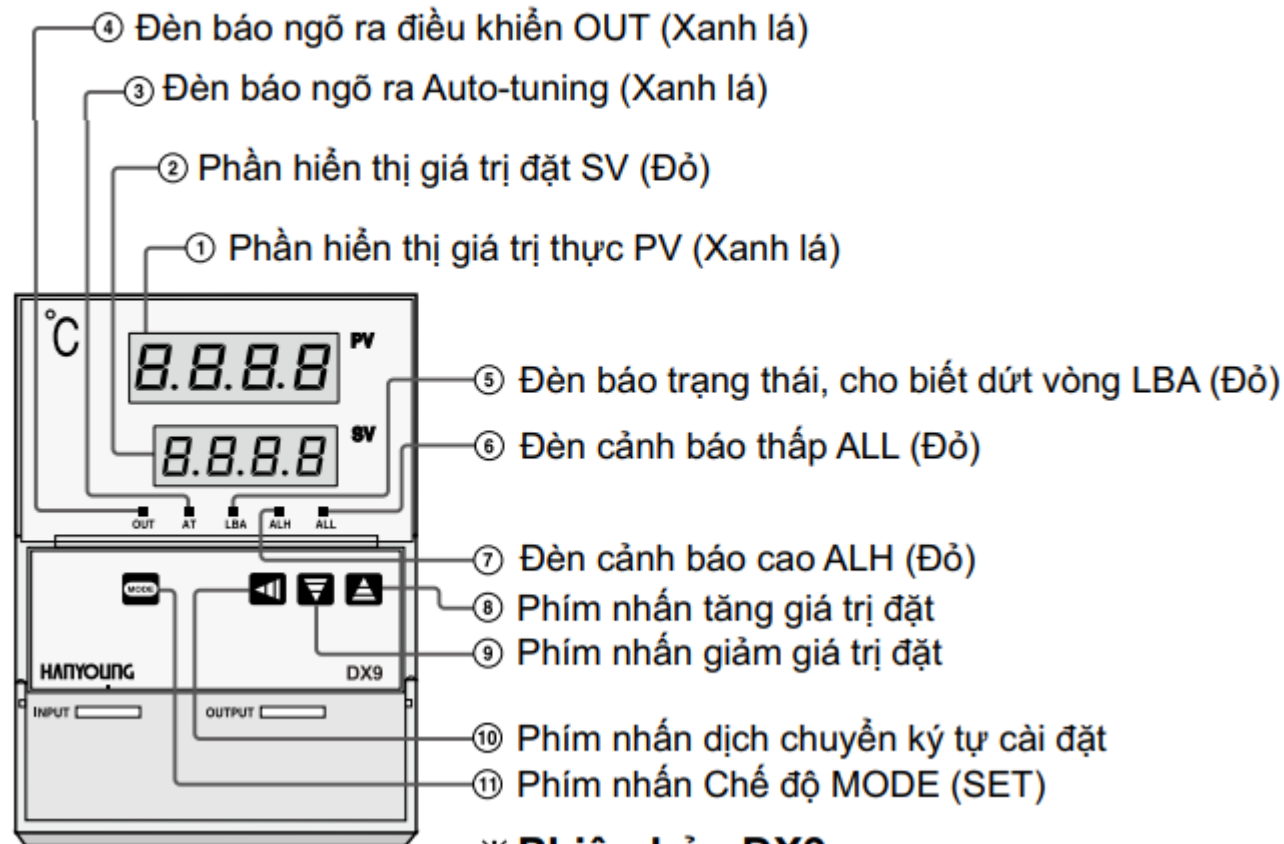 ④ Đèn báo ngõ ra điều khiển OUT (Xanh lá)
③ Đèn báo ngõ ra Auto-tuning (Xanh lá)
② Phần hiển thị giá trị đặt SV (Đỏ)
① Phần hiển thị giá trị thực PV (Xanh lá)
°C
8.8.8.8 PV
8.8.8.8 SV
OUT AT LBA ALH ALL
⑤ Đèn báo trạng thái, cho biết dứt vòng LBA (Đỏ)
⑥ Đèn cảnh báo thấp ALL (Đỏ)
⑦ Đèn cảnh báo cao ALH (Đỏ)
MODE
⑧ Phím nhấn tăng giá trị đặt
⑨ Phím nhấn giảm giá trị đặt
HANYOUNG DX9
INPUT OUTPUT
⑩ Phím nhấn dịch chuyển ký tự cài đặt
⑪ Phím nhấn Chế độ MODE (SET)